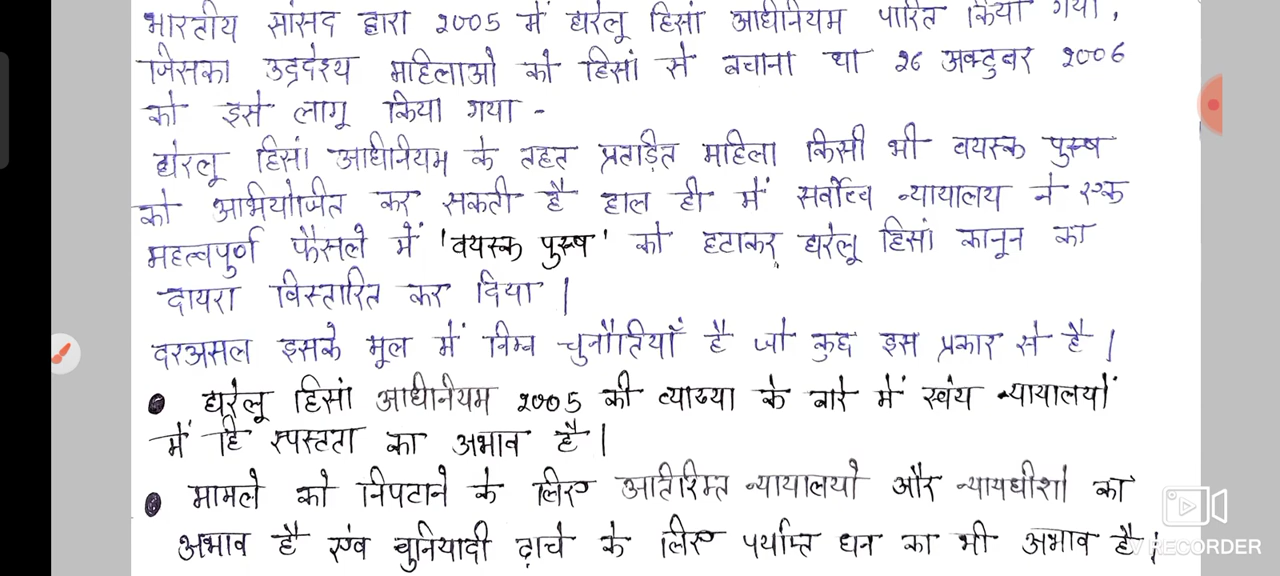 भारतीय सांसद द्वारा 2005 में घरेलू हिसां अधिनियम पारित किया गया,
जिसका उद्रदेश्य महिलाओ को हिसां से बचाना था 26 अक्टुबर 2006
को इसे लागू किया गया -
घेरलू हिसां अधिनियम के तहत प्रताड़ित महिला किसी भी वयस्क पुरुष
को अभियोजित कर सकती है हाल ही में सर्वोच्च न्यायालय ने एक
महत्वपुर्ण फैसले में 'वयस्क पुरुष' को हटाकर घरेलू हिसां कानून का
दायरा विस्तारित कर दिया |
दरअसल इसके मूल में निम्न चुनौतियाँ है जो कुछ इस प्रकार से है |
• घरेलू हिसां अधिनियम 2005 की व्याख्या के बारे में स्वंय न्यायालयों
में हि स्पस्टता का अभाव है |
• मामले को निपटाने के लिए अतिरिक्त न्यायालयो और न्यायधीशो का
अभाव है एंव बुनियादी ढ़ाचे के लिए पर्याप्त धन का भी अभाव है |
V RECORDER